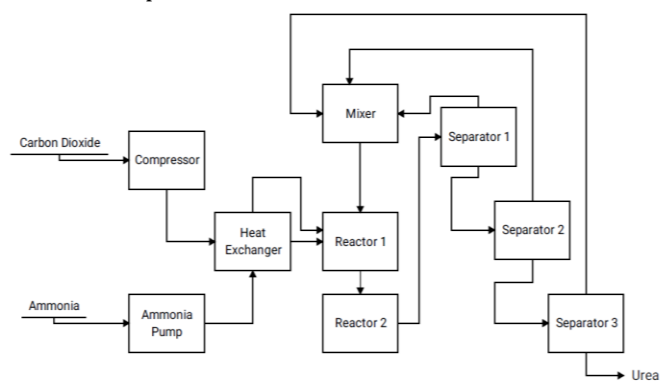 Mixer
Carbon Dioxide
Compressor
Separator 1
Heat
Exchanger
Reactor 1
Separator 2
Ammonia
Ammonia
Pump
Reactor 2
Separator 3
Urea